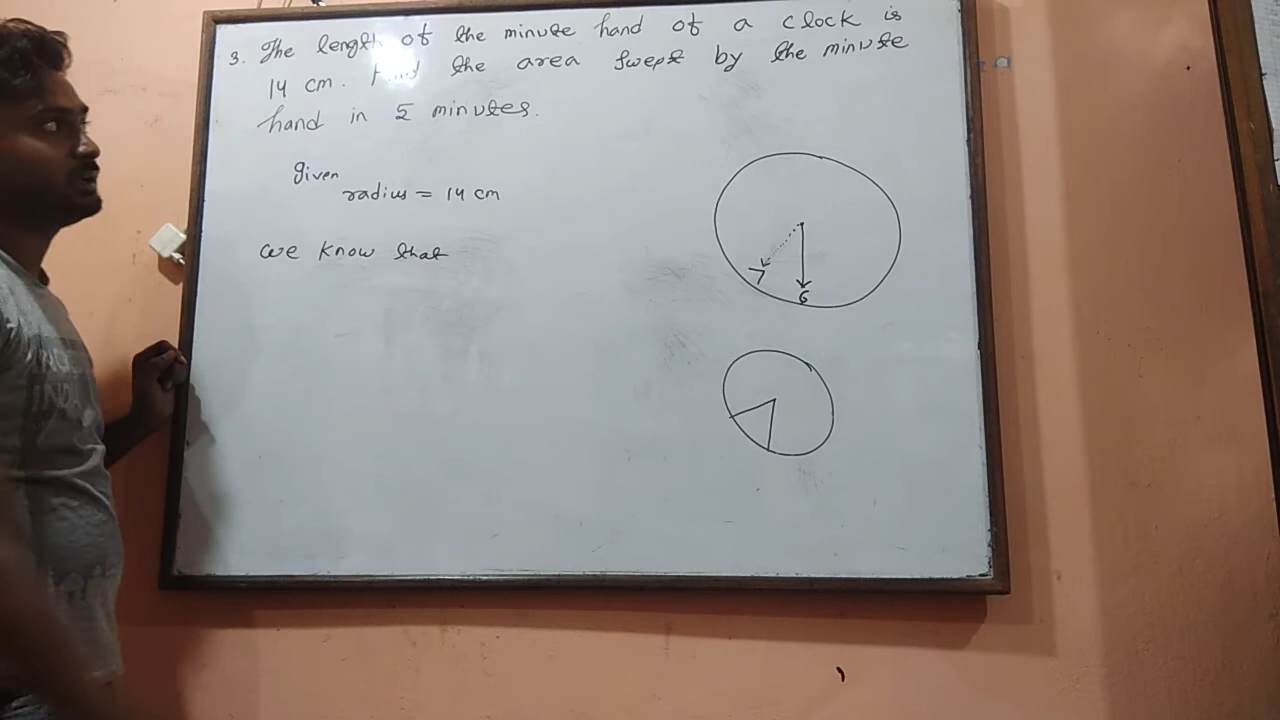 3. The length of the minute hand of a clock is
14 cm. Find the area swept by the minute
hand in 5 minutes.
Given
radius = 14 cm
we know that
7
6